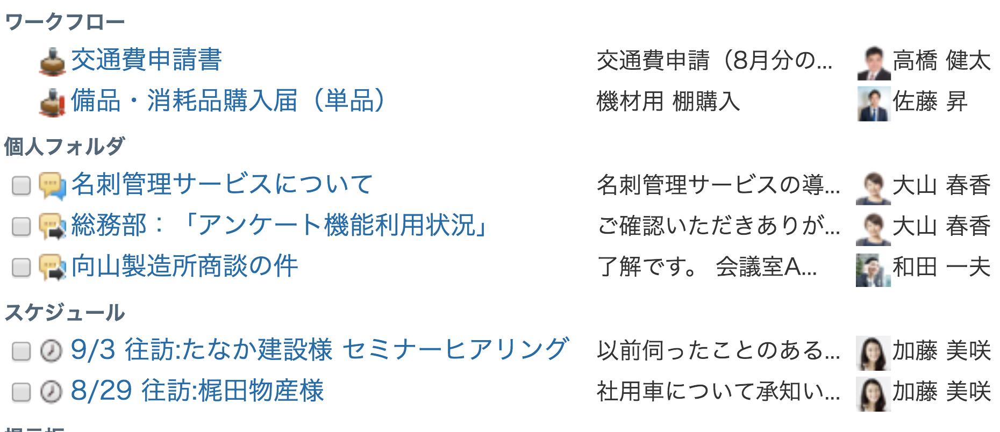 ワークフロー
交通費申請書 交通費申請（8月分の... 高橋 健太
備品・消耗品購入届（単品） 機材用 棚購入 佐藤 昇
個人フォルダ
名刺管理サービスについて 名刺管理サービスの導... 大山 春香
総務部：「アンケート機能利用状況」 ご確認いただきありが... 大山 春香
向山製造所商談の件 了解です。 会議室A... 和田 一夫
スケジュール
9/3 往訪:たなか建設様 セミナーヒアリング 以前伺ったことのある... 加藤 美咲
8/29 往訪:梶田物産様 社用車について承知い... 加藤 美咲